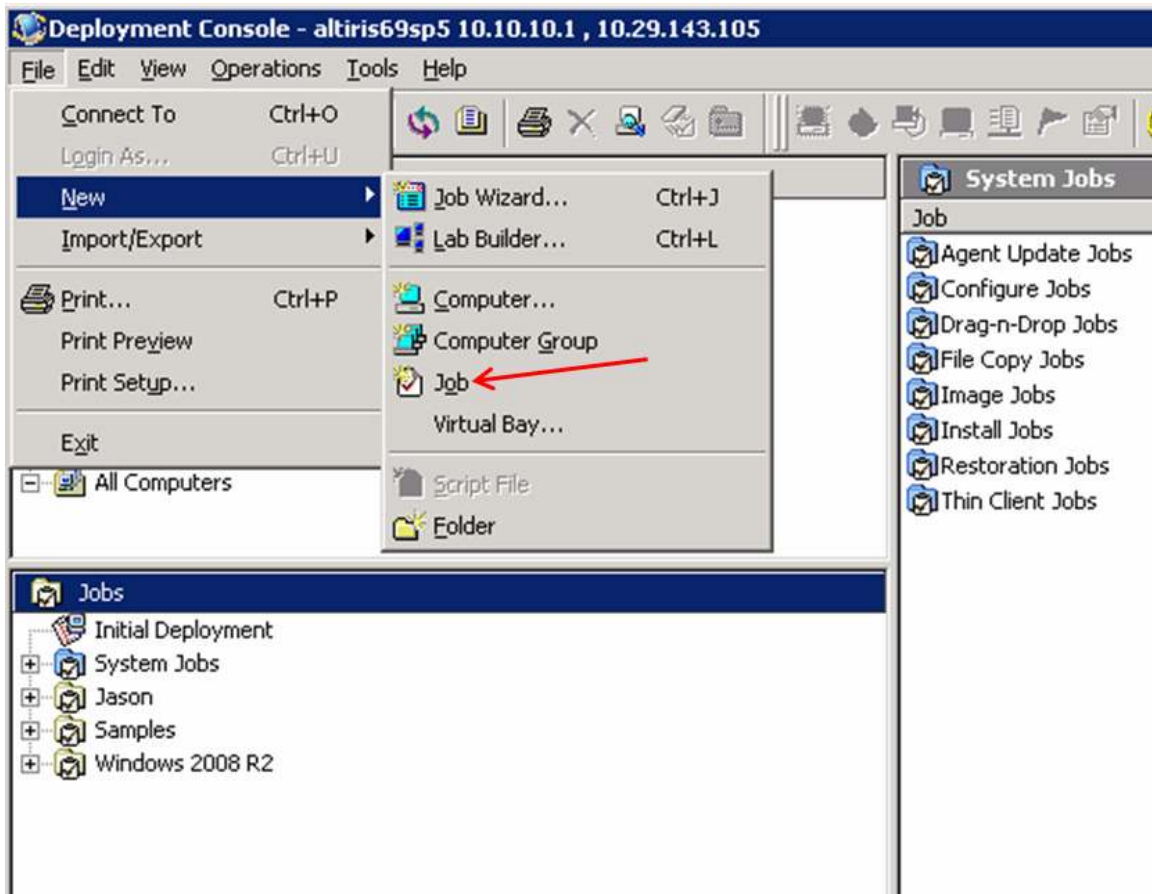 Deployment Console - altiris69sp5 10.10.10.1 , 10.29.143.105
File Edit View Operations Tools Help
Connect To Ctrl+O
Login As... Ctrl+U
New
Import/Export
Print... Ctrl+P
Print Preview
Print Setup...
Exit
Job Wizard... Ctrl+J
Lab Builder... Ctrl+L
Computer...
Computer Group
Job
Virtual Bay...
Script File
Folder
All Computers
System Jobs
Job
Agent Update Jobs
Configure Jobs
Drag-n-Drop Jobs
File Copy Jobs
Image Jobs
Install Jobs
Restoration Jobs
Thin Client Jobs
Jobs
Initial Deployment
System Jobs
Jason
Samples
Windows 2008 R2